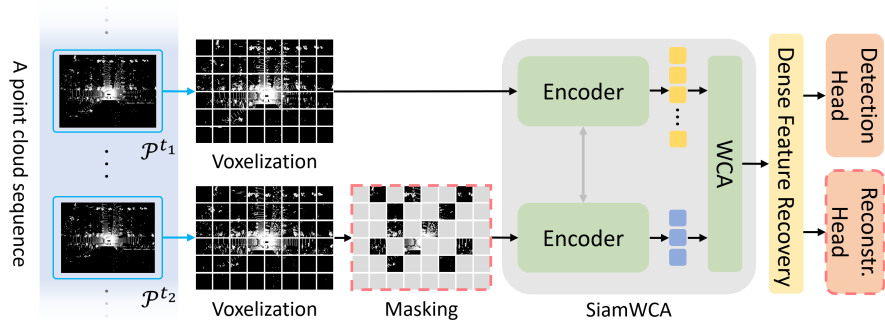 A point cloud sequence
𝒫^{t_1}
Voxelization
𝒫^{t_2}
Voxelization
Masking
Encoder
Encoder
WCA
SiamWCA
Dense Feature Recovery
Detection
Head
Reconstr.
Head